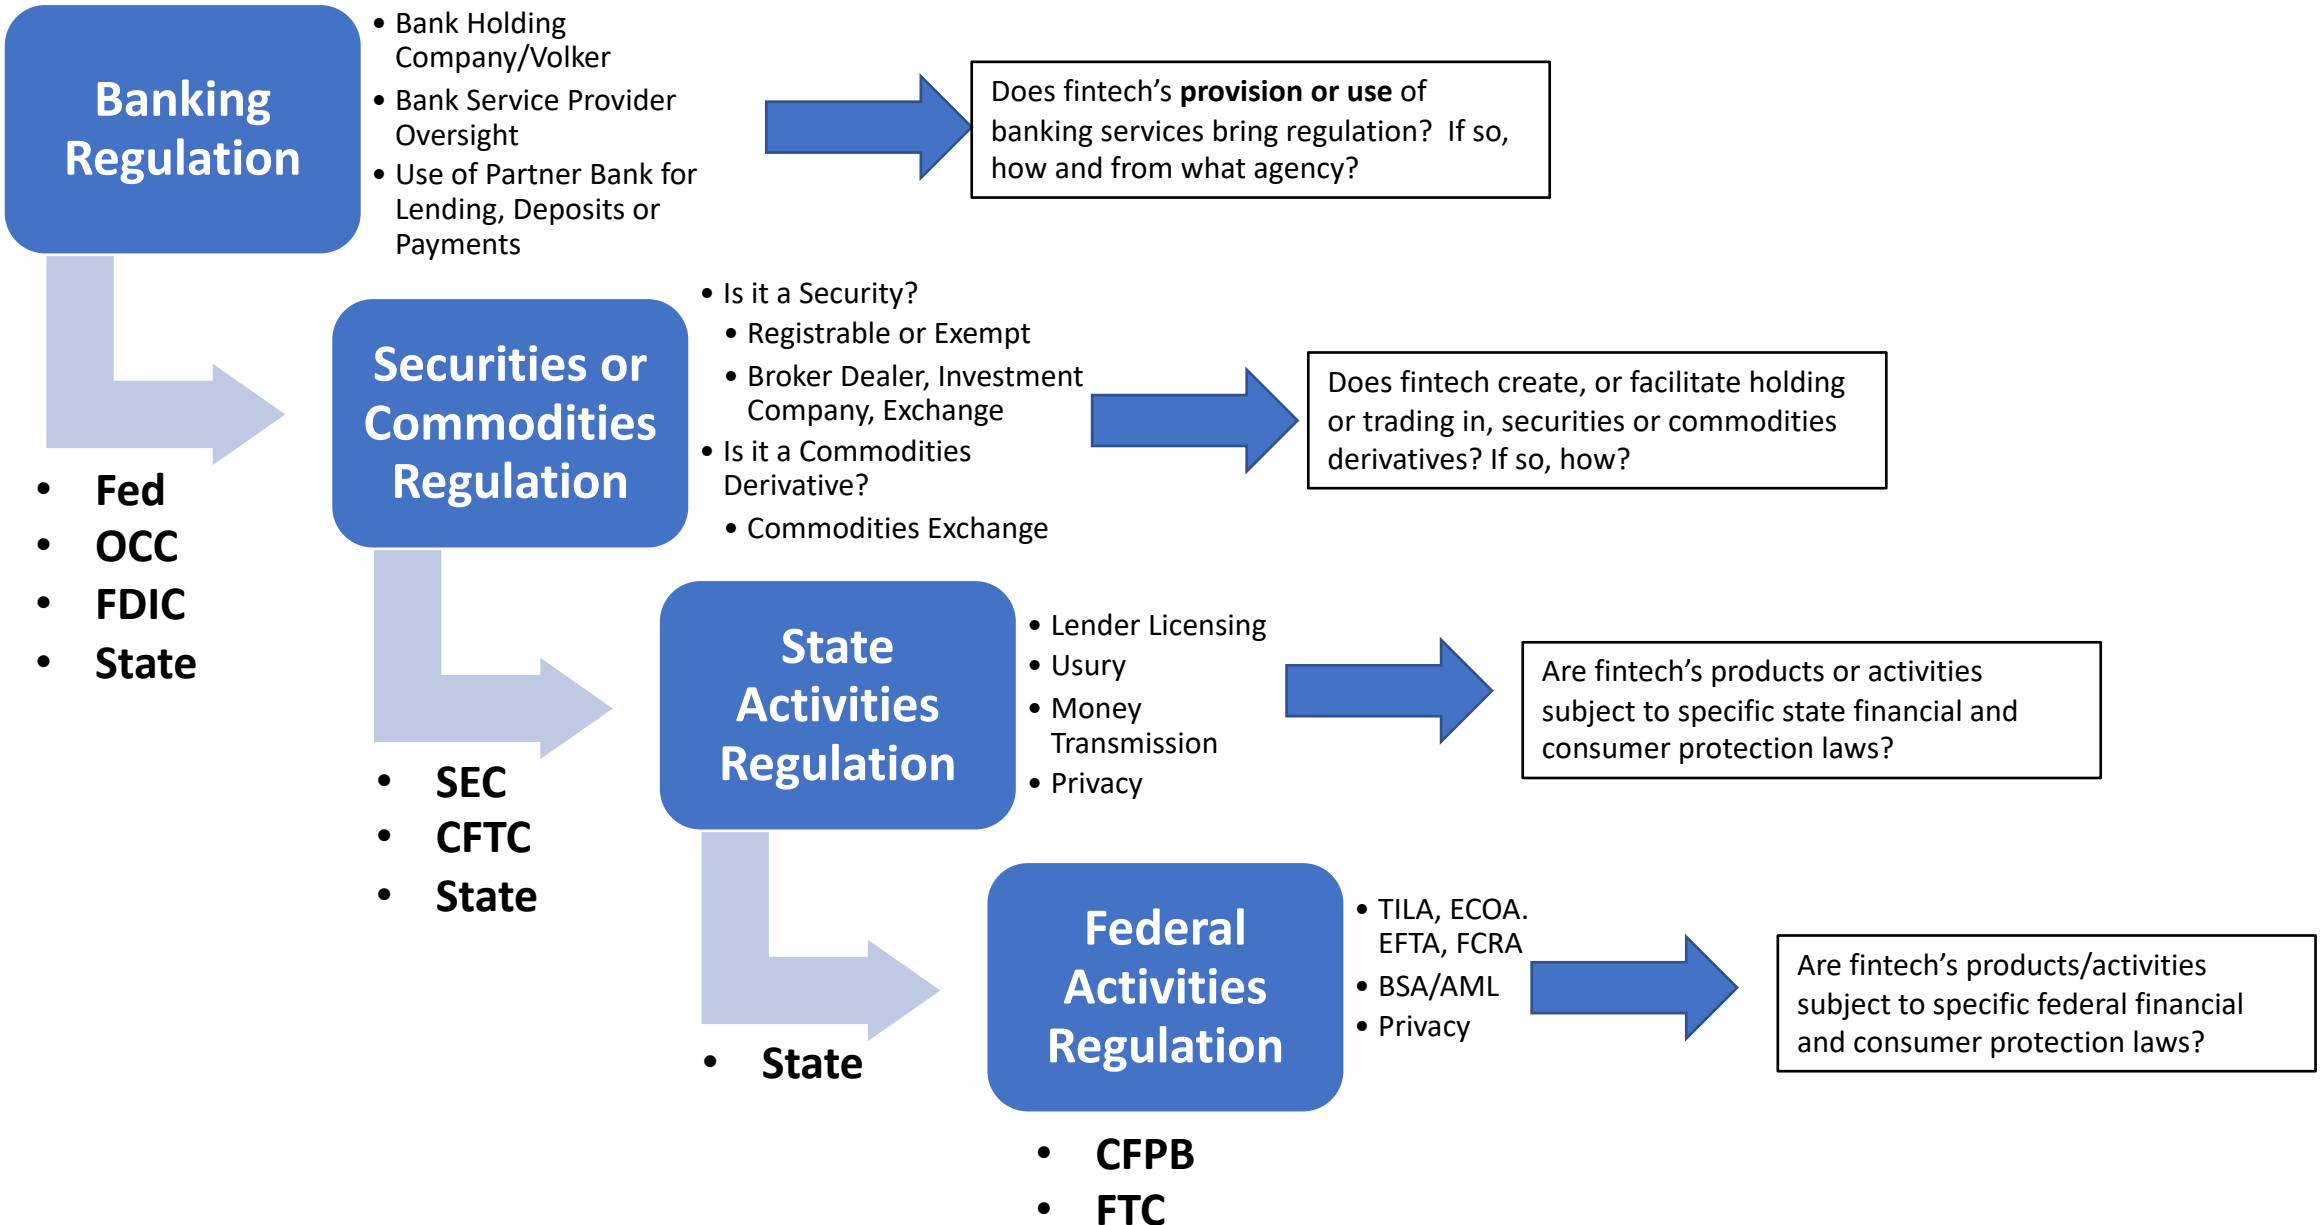 Banking
Regulation
• Bank Holding
Company/Volker
• Bank Service Provider
Oversight
• Use of Partner Bank for
Lending, Deposits or
Payments
Does fintech’s provision or use of
banking services bring regulation?  If so,
how and from what agency?
• Fed
• OCC
• FDIC
• State
Securities or
Commodities
Regulation
• Is it a Security?
• Registrable or Exempt
• Broker Dealer, Investment
Company, Exchange
• Is it a Commodities
Derivative?
• Commodities Exchange
Does fintech create, or facilitate holding
or trading in, securities or commodities
derivatives? If so, how?
• SEC
• CFTC
• State
State
Activities
Regulation
• Lender Licensing
• Usury
• Money
Transmission
• Privacy
Are fintech’s products or activities
subject to specific state financial and
consumer protection laws?
• State
Federal
Activities
Regulation
• TILA, ECOA.
EFTA, FCRA
• BSA/AML
• Privacy
Are fintech’s products/activities
subject to specific federal financial
and consumer protection laws?
• CFPB
• FTC